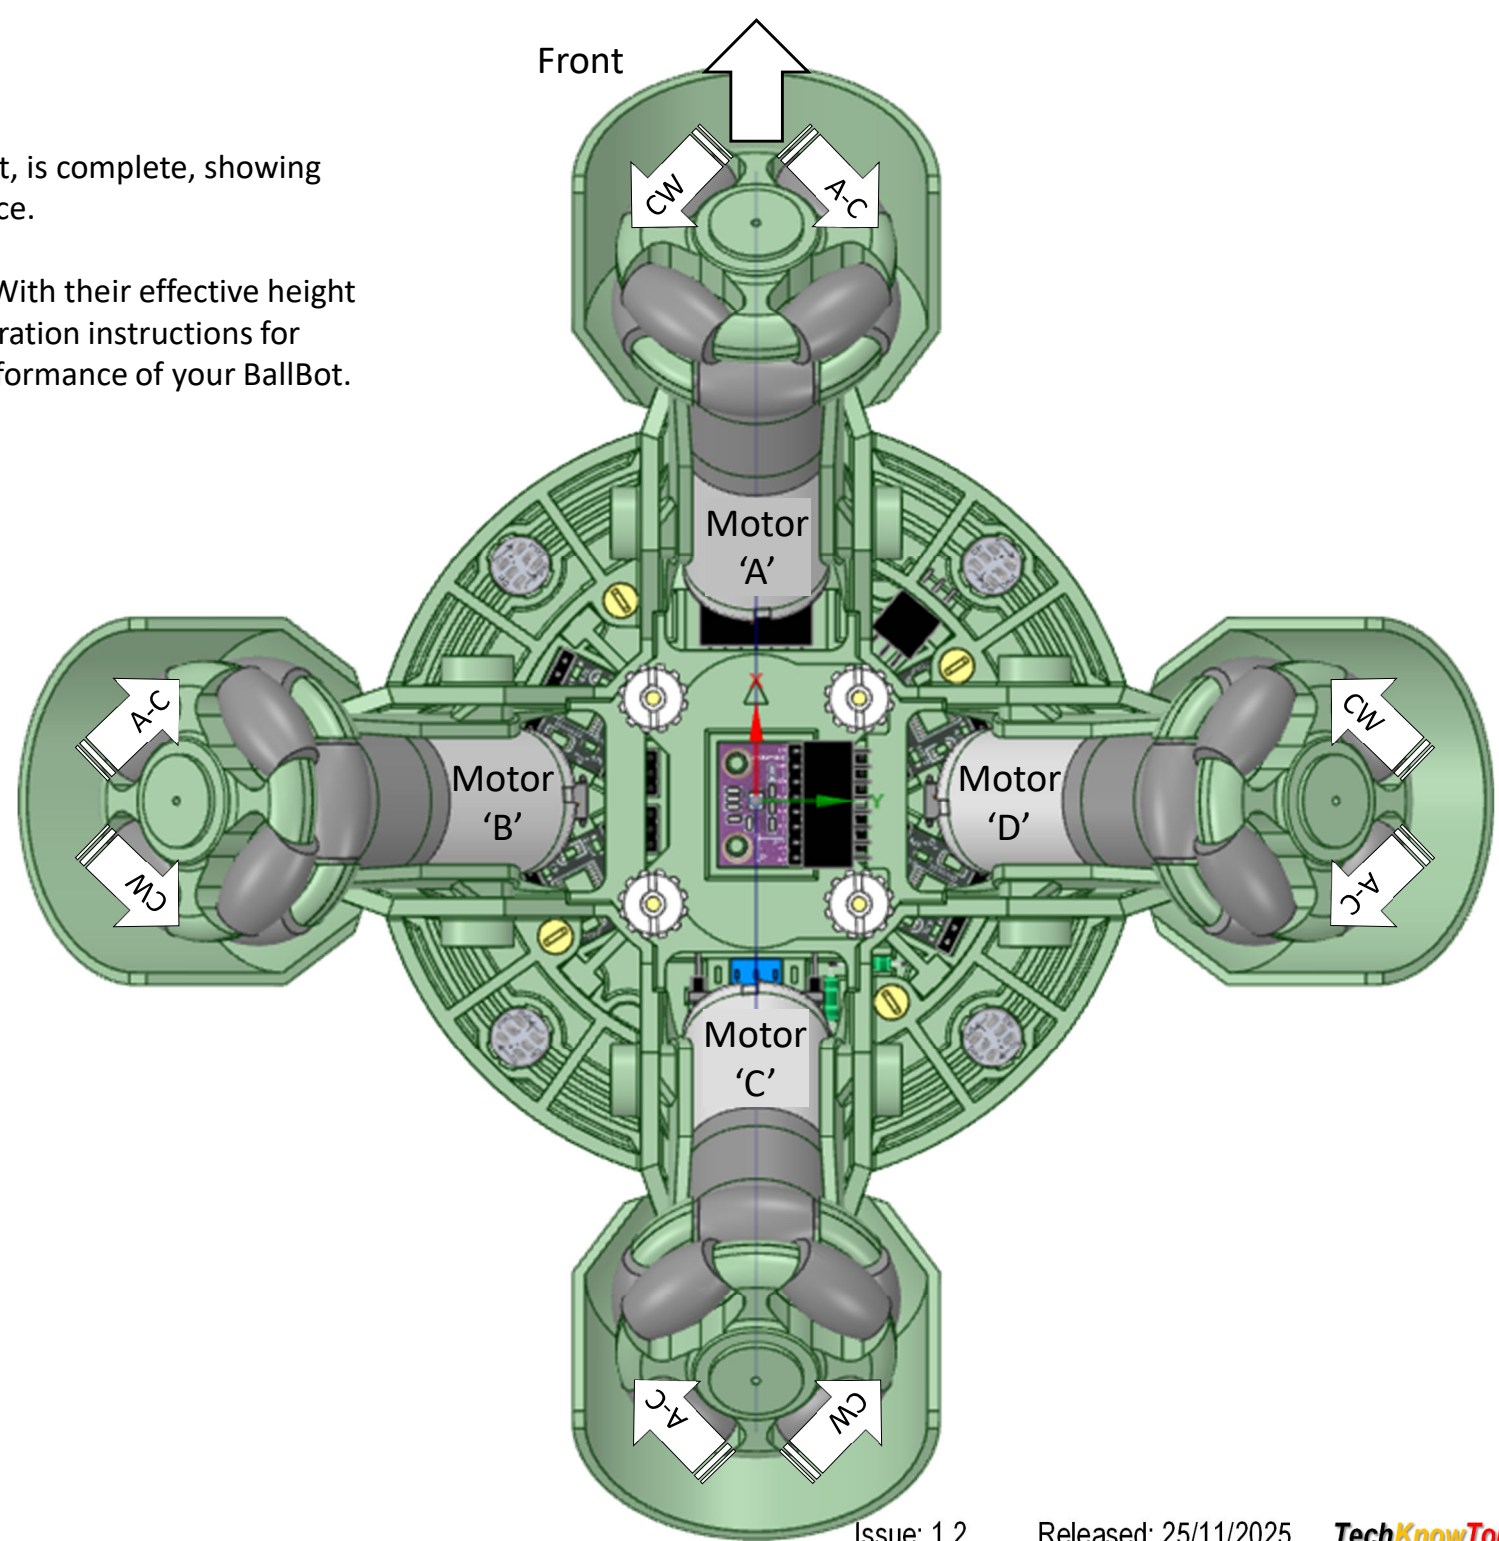 Front
t, is complete, showing
ce.
With their effective height
ration instructions for
formance of your BallBot.
CW
A-C
Motor
‘A’
X
A-C
CW
Motor
‘B’
Y
Motor
‘D’
CW
A-C
Motor
‘C’
A-C
CW
Issue: 1.2 Released: 25/11/2025 TechKnowTo